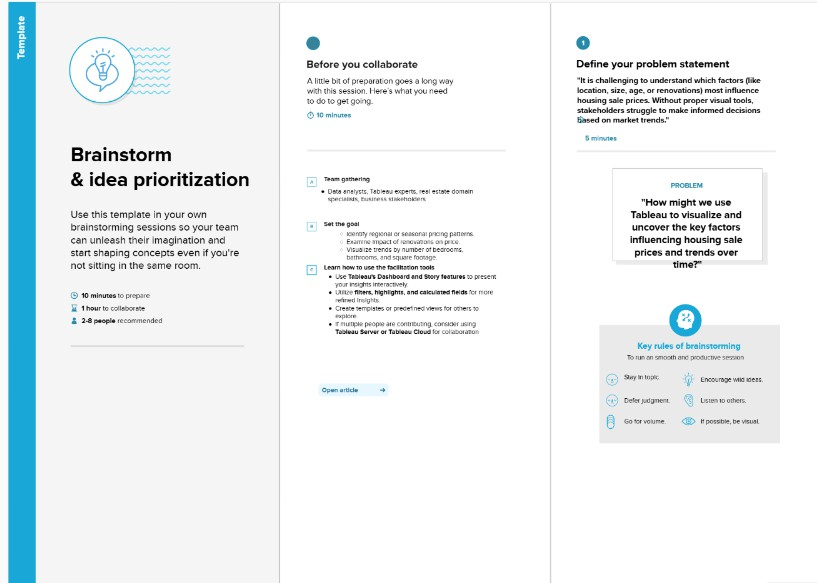 Template
Brainstorm
& idea prioritization
Use this template in your own
brainstorming sessions so your team
can unleash their imagination and
start shaping concepts even if you're
not sitting in the same room.
10 minutes to prepare
1 hour to collaborate
2-8 people recommended
Before you collaborate
A little bit of preparation goes a long way
with this session. Here's what you need
to do to get going.
10 minutes
A
Team gathering
Data analysts, Tableau experts, real estate domain
specialists, business stakeholders
B
Set the goal
Identify regional or seasonal pricing patterns.
Examine impact of renovations on price.
Visualize trends by number of bedrooms,
bathrooms, and square footage.
C
Learn how to use the facilitation tools
Use Tableau's Dashboard and Story features to present
your insights interactively.
Utilize filters, highlights, and calculated fields for more
refined insights.
Create templates or predefined views for others to
explore.
If multiple people are contributing, consider using
Tableau Server or Tableau Cloud for collaboration
Open article →
1
Define your problem statement
"It is challenging to understand which factors (like
location, size, age, or renovations) most influence
housing sale prices. Without proper visual tools,
stakeholders struggle to make informed decisions
based on market trends."
5 minutes
PROBLEM
"How might we use
Tableau to visualize and
uncover the key factors
influencing housing sale
prices and trends over
time?"
Key rules of brainstorming
To run an smooth and productive session
Stay in topic.
Encourage wild ideas.
Defer judgment.
Listen to others.
Go for volume.
If possible, be visual.